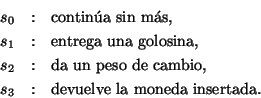 s₀ : continúa sin más,
s₁ : entrega una golosina,
s₂ : da un peso de cambio,
s₃ : devuelve la moneda insertada.